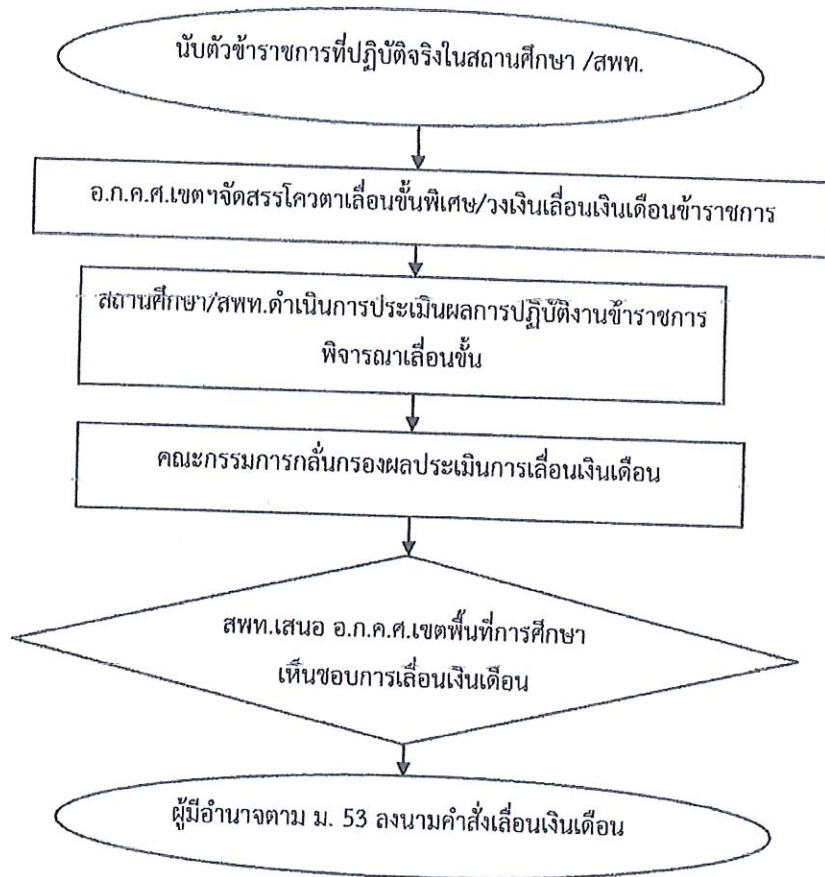 นับตัวข้าราชการที่ปฏิบัติจริงในสถานศึกษา /สพท.
อ.ก.ค.ศ.เขตฯจัดสรรโควตาเลื่อนขั้นพิเศษ/วงเงินเลื่อนเงินเดือนข้าราชการ
สถานศึกษา/สพท.ดำเนินการประเมินผลการปฏิบัติงานข้าราชการ
พิจารณาเลื่อนขั้น
คณะกรรมการกลั่นกรองผลประเมินการเลื่อนเงินเดือน
สพท.เสนอ อ.ก.ค.ศ.เขตพื้นที่การศึกษา
เห็นชอบการเลื่อนเงินเดือน
ผู้มีอำนาจตาม ม. 53 ลงนามคำสั่งเลื่อนเงินเดือน